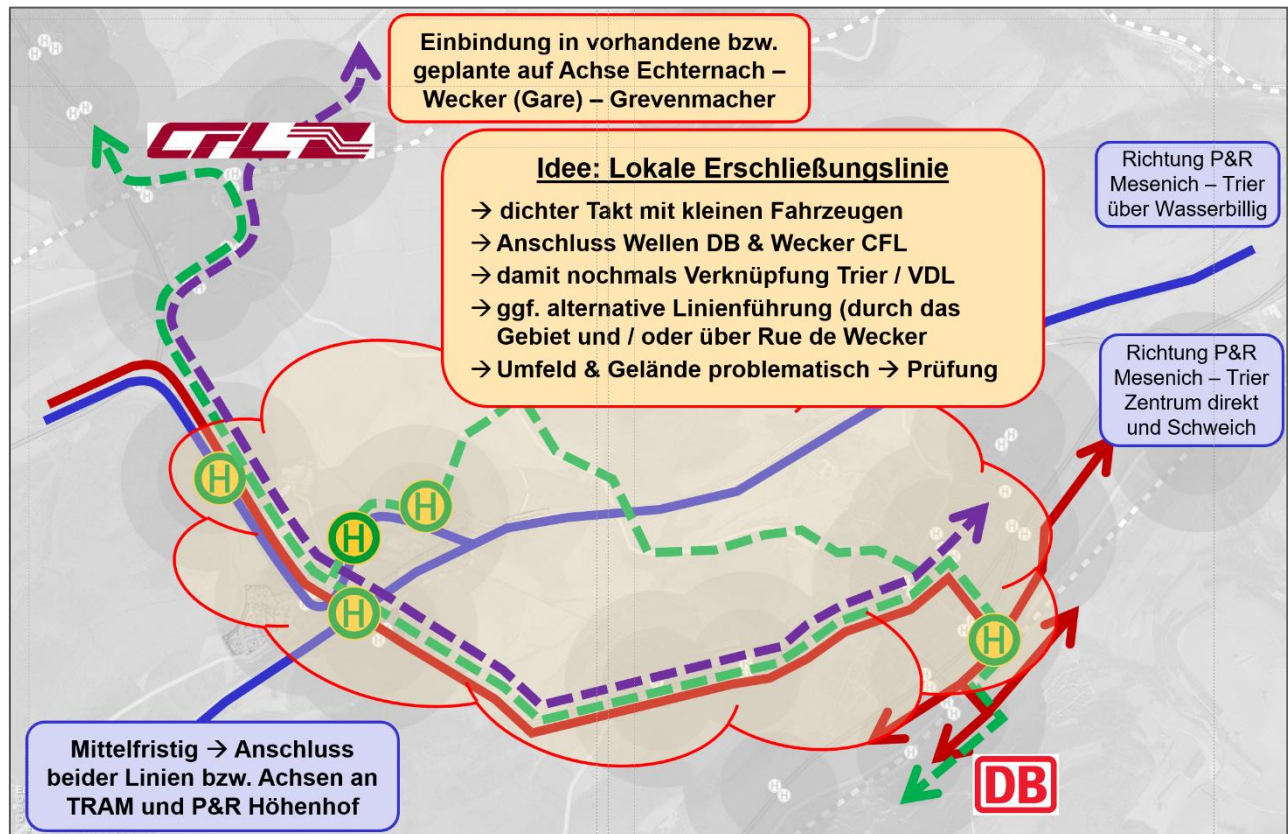 Einbindung in vorhandene bzw.
geplante auf Achse Echternach –
Wecker (Gare) – Grevenmacher
CFL
Idee: Lokale Erschließungslinie
→ dichter Takt mit kleinen Fahrzeugen
→ Anschluss Wellen DB & Wecker CFL
→ damit nochmals Verknüpfung Trier / VDL
→ ggf. alternative Linienführung (durch das
Gebiet und / oder über Rue de Wecker
→ Umfeld & Gelände problematisch → Prüfung
Richtung P&R
Mesenich – Trier
über Wasserbillig
Richtung P&R
Mesenich – Trier
Zentrum direkt
und Schweich
H
H
H
H
H
Mittelfristig → Anschluss
beider Linien bzw. Achsen an
TRAM und P&R Höhenhof
DB